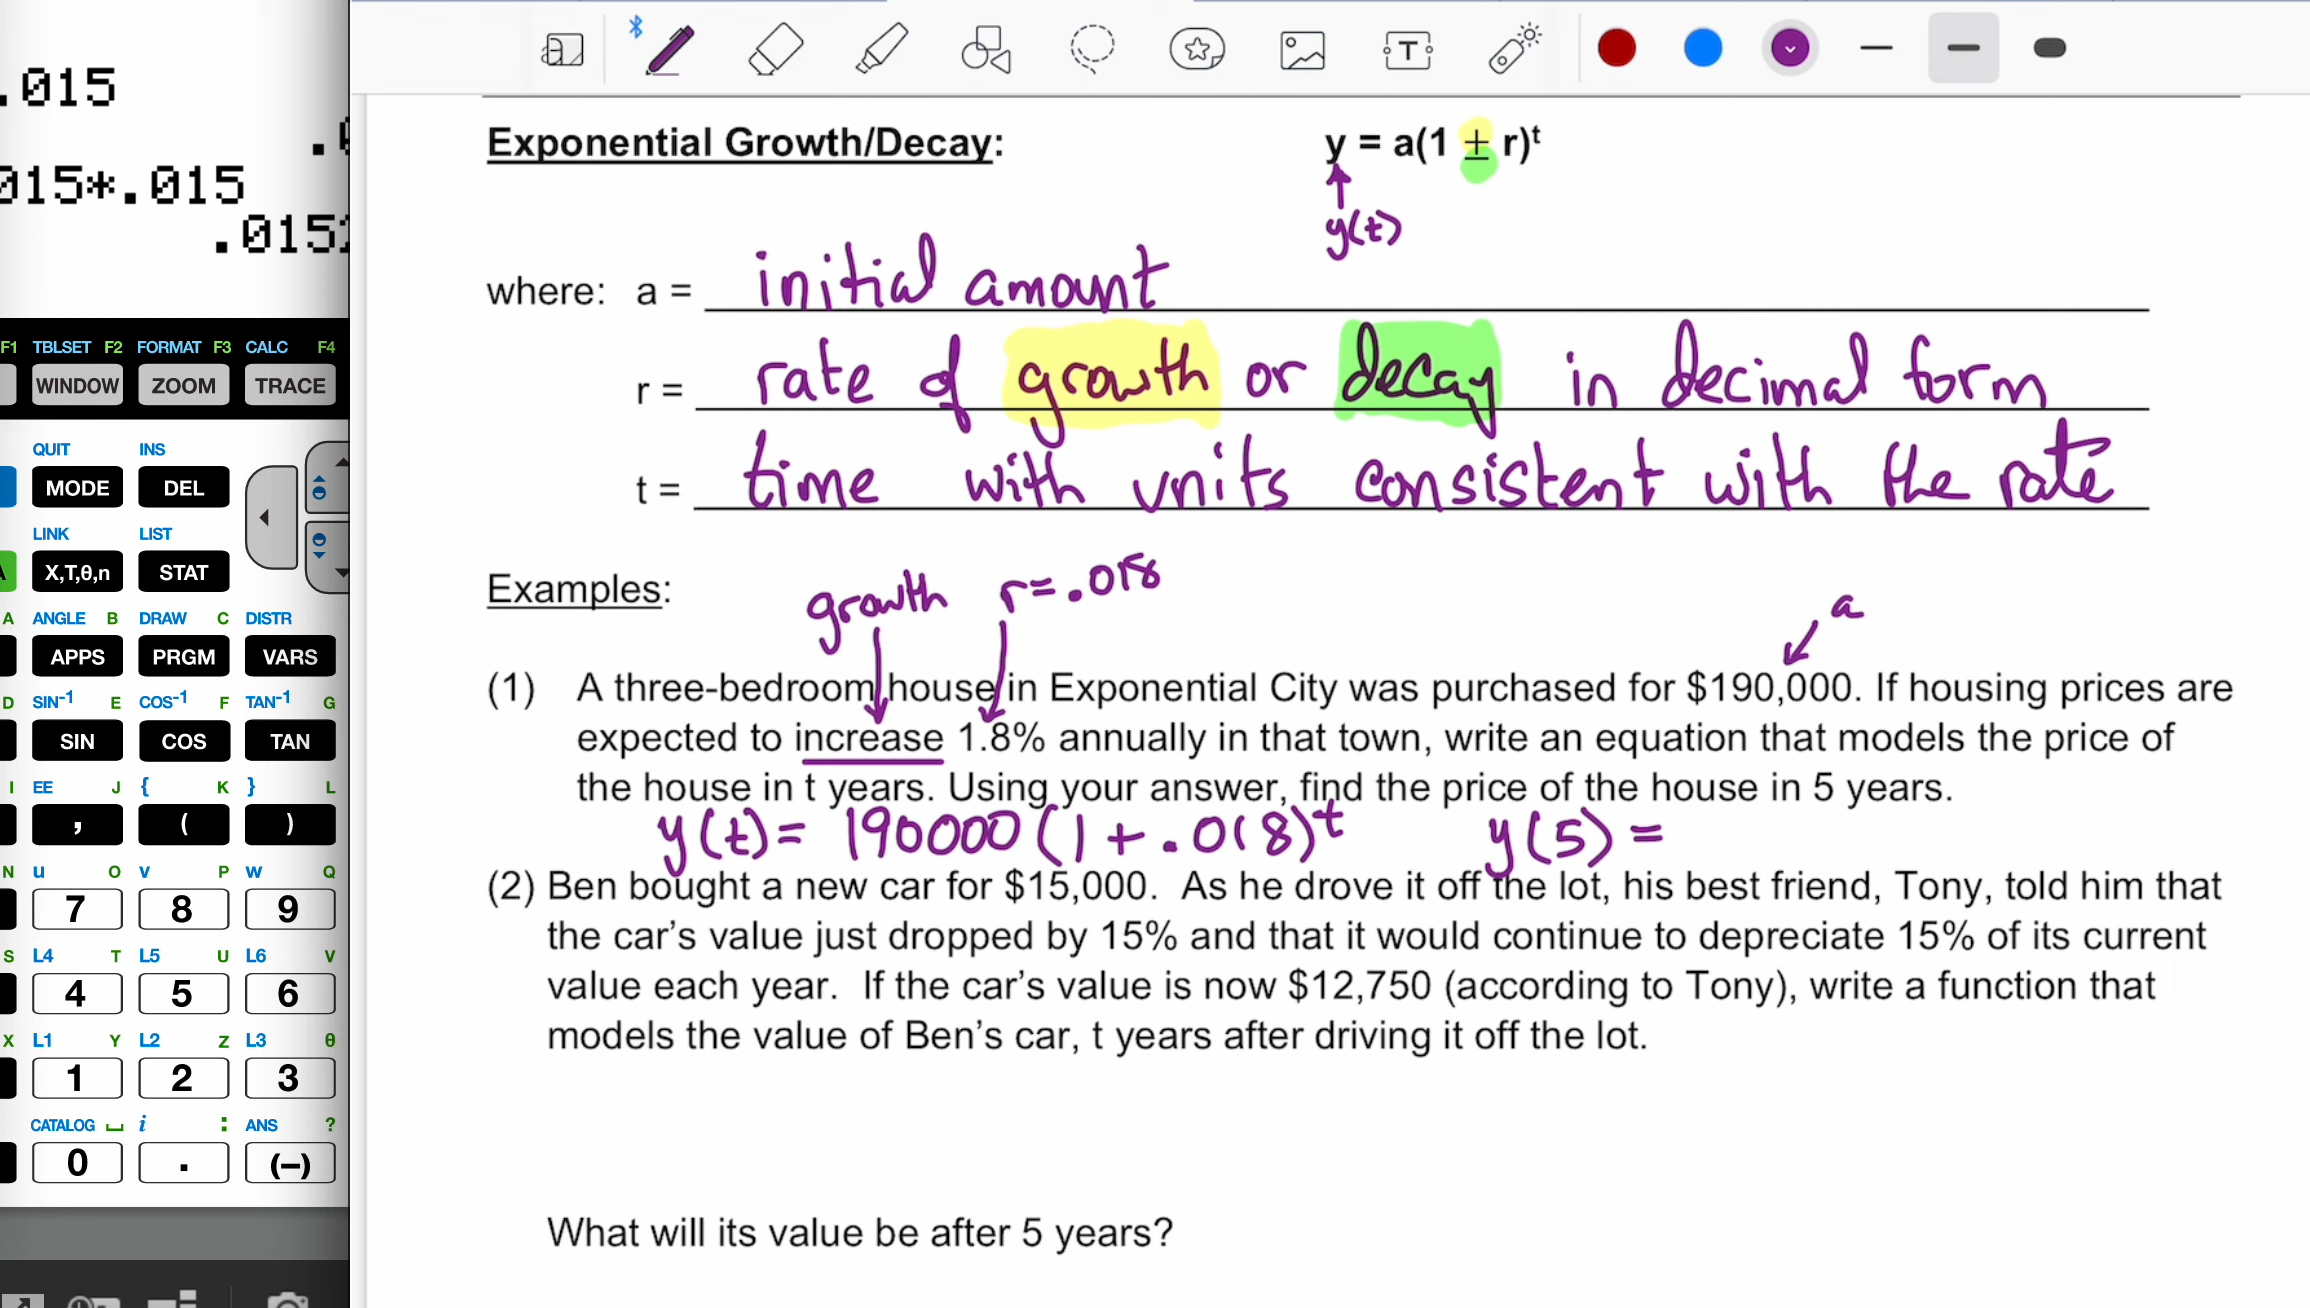 .015
015*.015
Exponential Growth/Decay: y = a(1 ± r)ᵗ
y(t)
where: a = initial amount
r = rate of growth or decay in decimal form
t = time with units consistent with the rate
Examples:
growth r = .018
a
(1) A three-bedroom house in Exponential City was purchased for $190,000. If housing prices are
expected to increase 1.8% annually in that town, write an equation that models the price of
the house in t years. Using your answer, find the price of the house in 5 years.
y(t) = 190000(1 + .018)ᵗ y(5) =
(2) Ben bought a new car for $15,000. As he drove it off the lot, his best friend, Tony, told him that
the car’s value just dropped by 15% and that it would continue to depreciate 15% of its current
value each year. If the car’s value is now $12,750 (according to Tony), write a function that
models the value of Ben’s car, t years after driving it off the lot.
What will its value be after 5 years?
F1 TBLSET F2 FORMAT F3 CALC F4
WINDOW ZOOM TRACE
QUIT INS
MODE DEL
LINK LIST
X,T,θ,n STAT
A ANGLE B DRAW C DISTR
APPS PRGM VARS
D SIN⁻¹ E COS⁻¹ F TAN⁻¹ G
SIN COS TAN
I EE J { K } L
, ( )
N u O v P w Q
7 8 9
S L4 T L5 U L6 V
4 5 6
X L1 Y L2 Z L3 θ
1 2 3
CATALOG ⎵ i : ANS ?
0 . (–)